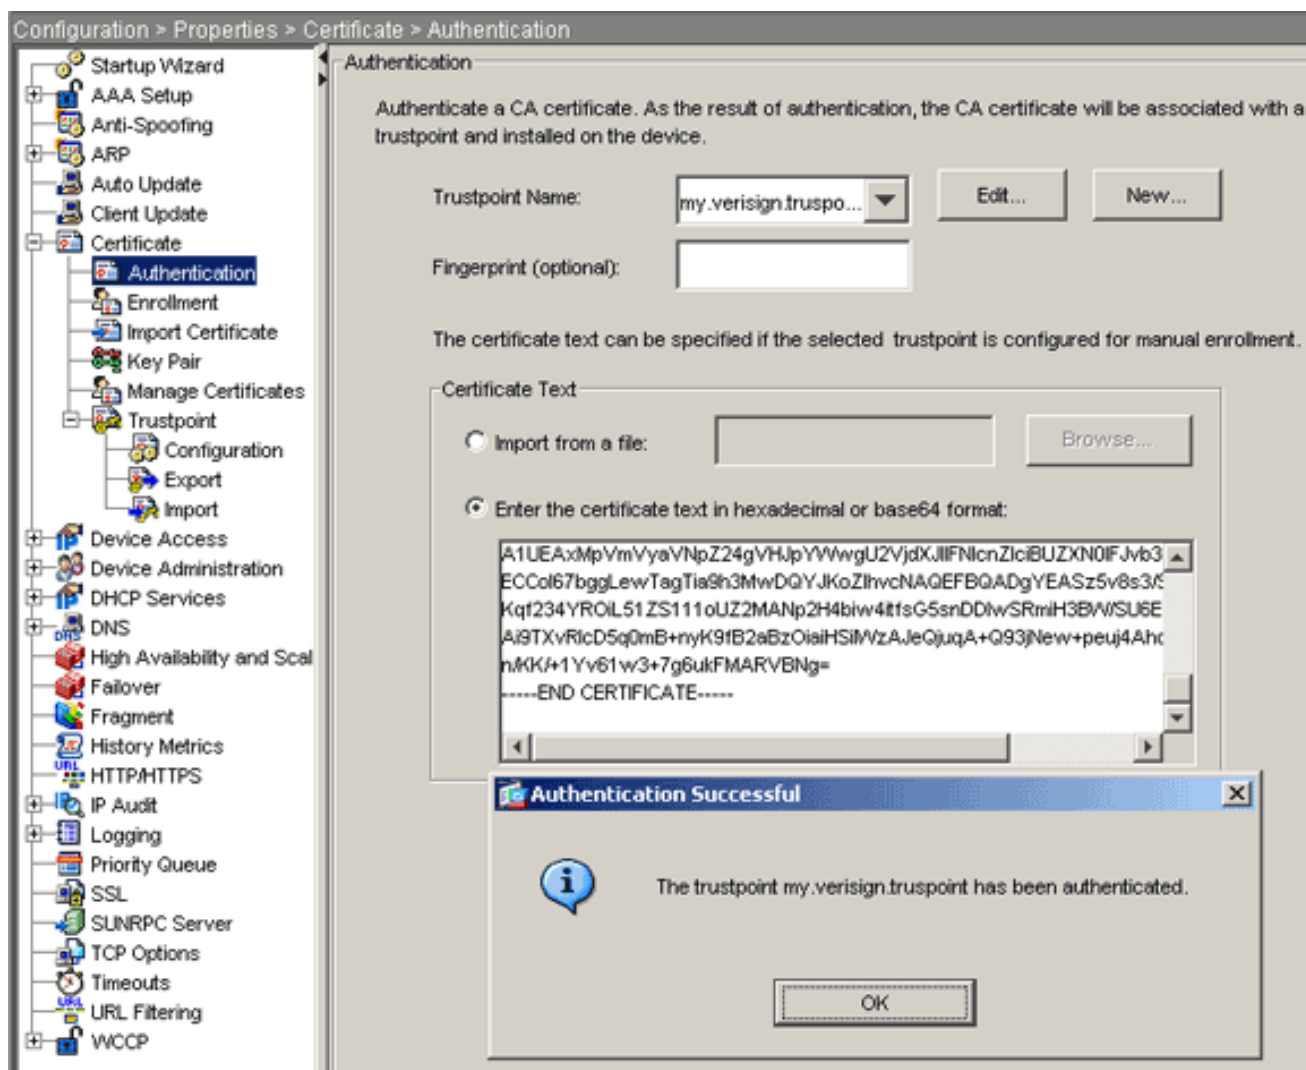 Configuration > Properties > Certificate > Authentication
Startup Wizard
AAA Setup
Anti-Spoofing
ARP
Auto Update
Client Update
Certificate
Authentication
Enrollment
Import Certificate
Key Pair
Manage Certificates
Trustpoint
Configuration
Export
Import
Device Access
Device Administration
DHCP Services
DNS
High Availability and Scal
Failover
Fragment
History Metrics
HTTP/HTTPS
IP Audit
Logging
Priority Queue
SSL
SUNRPC Server
TCP Options
Timeouts
URL Filtering
WCCP
Authentication
Authenticate a CA certificate. As the result of authentication, the CA certificate will be associated with a
trustpoint and installed on the device.
Trustpoint Name:
my.verisign.truspo...
Edit...
New...
Fingerprint (optional):
The certificate text can be specified if the selected trustpoint is configured for manual enrollment.
Certificate Text
Import from a file:
Browse...
Enter the certificate text in hexadecimal or base64 format:
n/KK/+1Yv61w3+7g6ukFMARVBNg=
-----END CERTIFICATE-----
Authentication Successful
The trustpoint my.verisign.truspoint has been authenticated.
OK